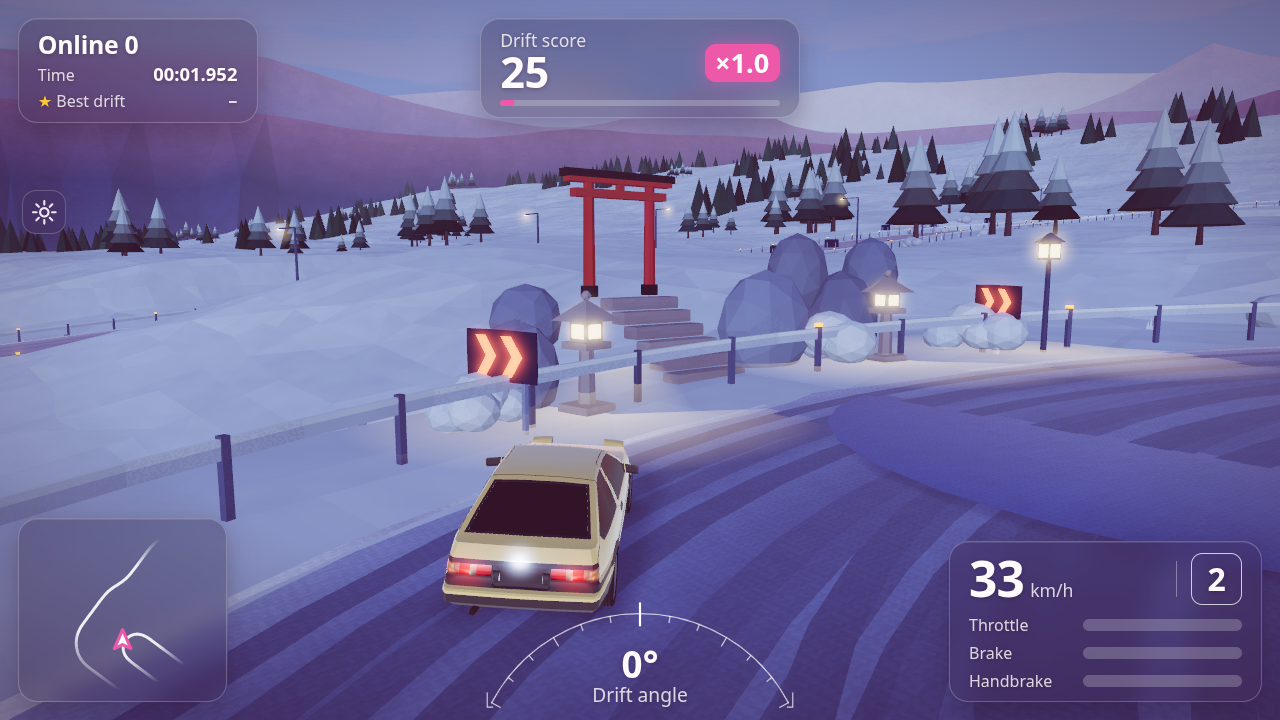 Online 0
Time 00:01.952
★ Best drift –
Drift score
25
×1.0
33 km/h
2
Throttle
Brake
Handbrake
0°
Drift angle